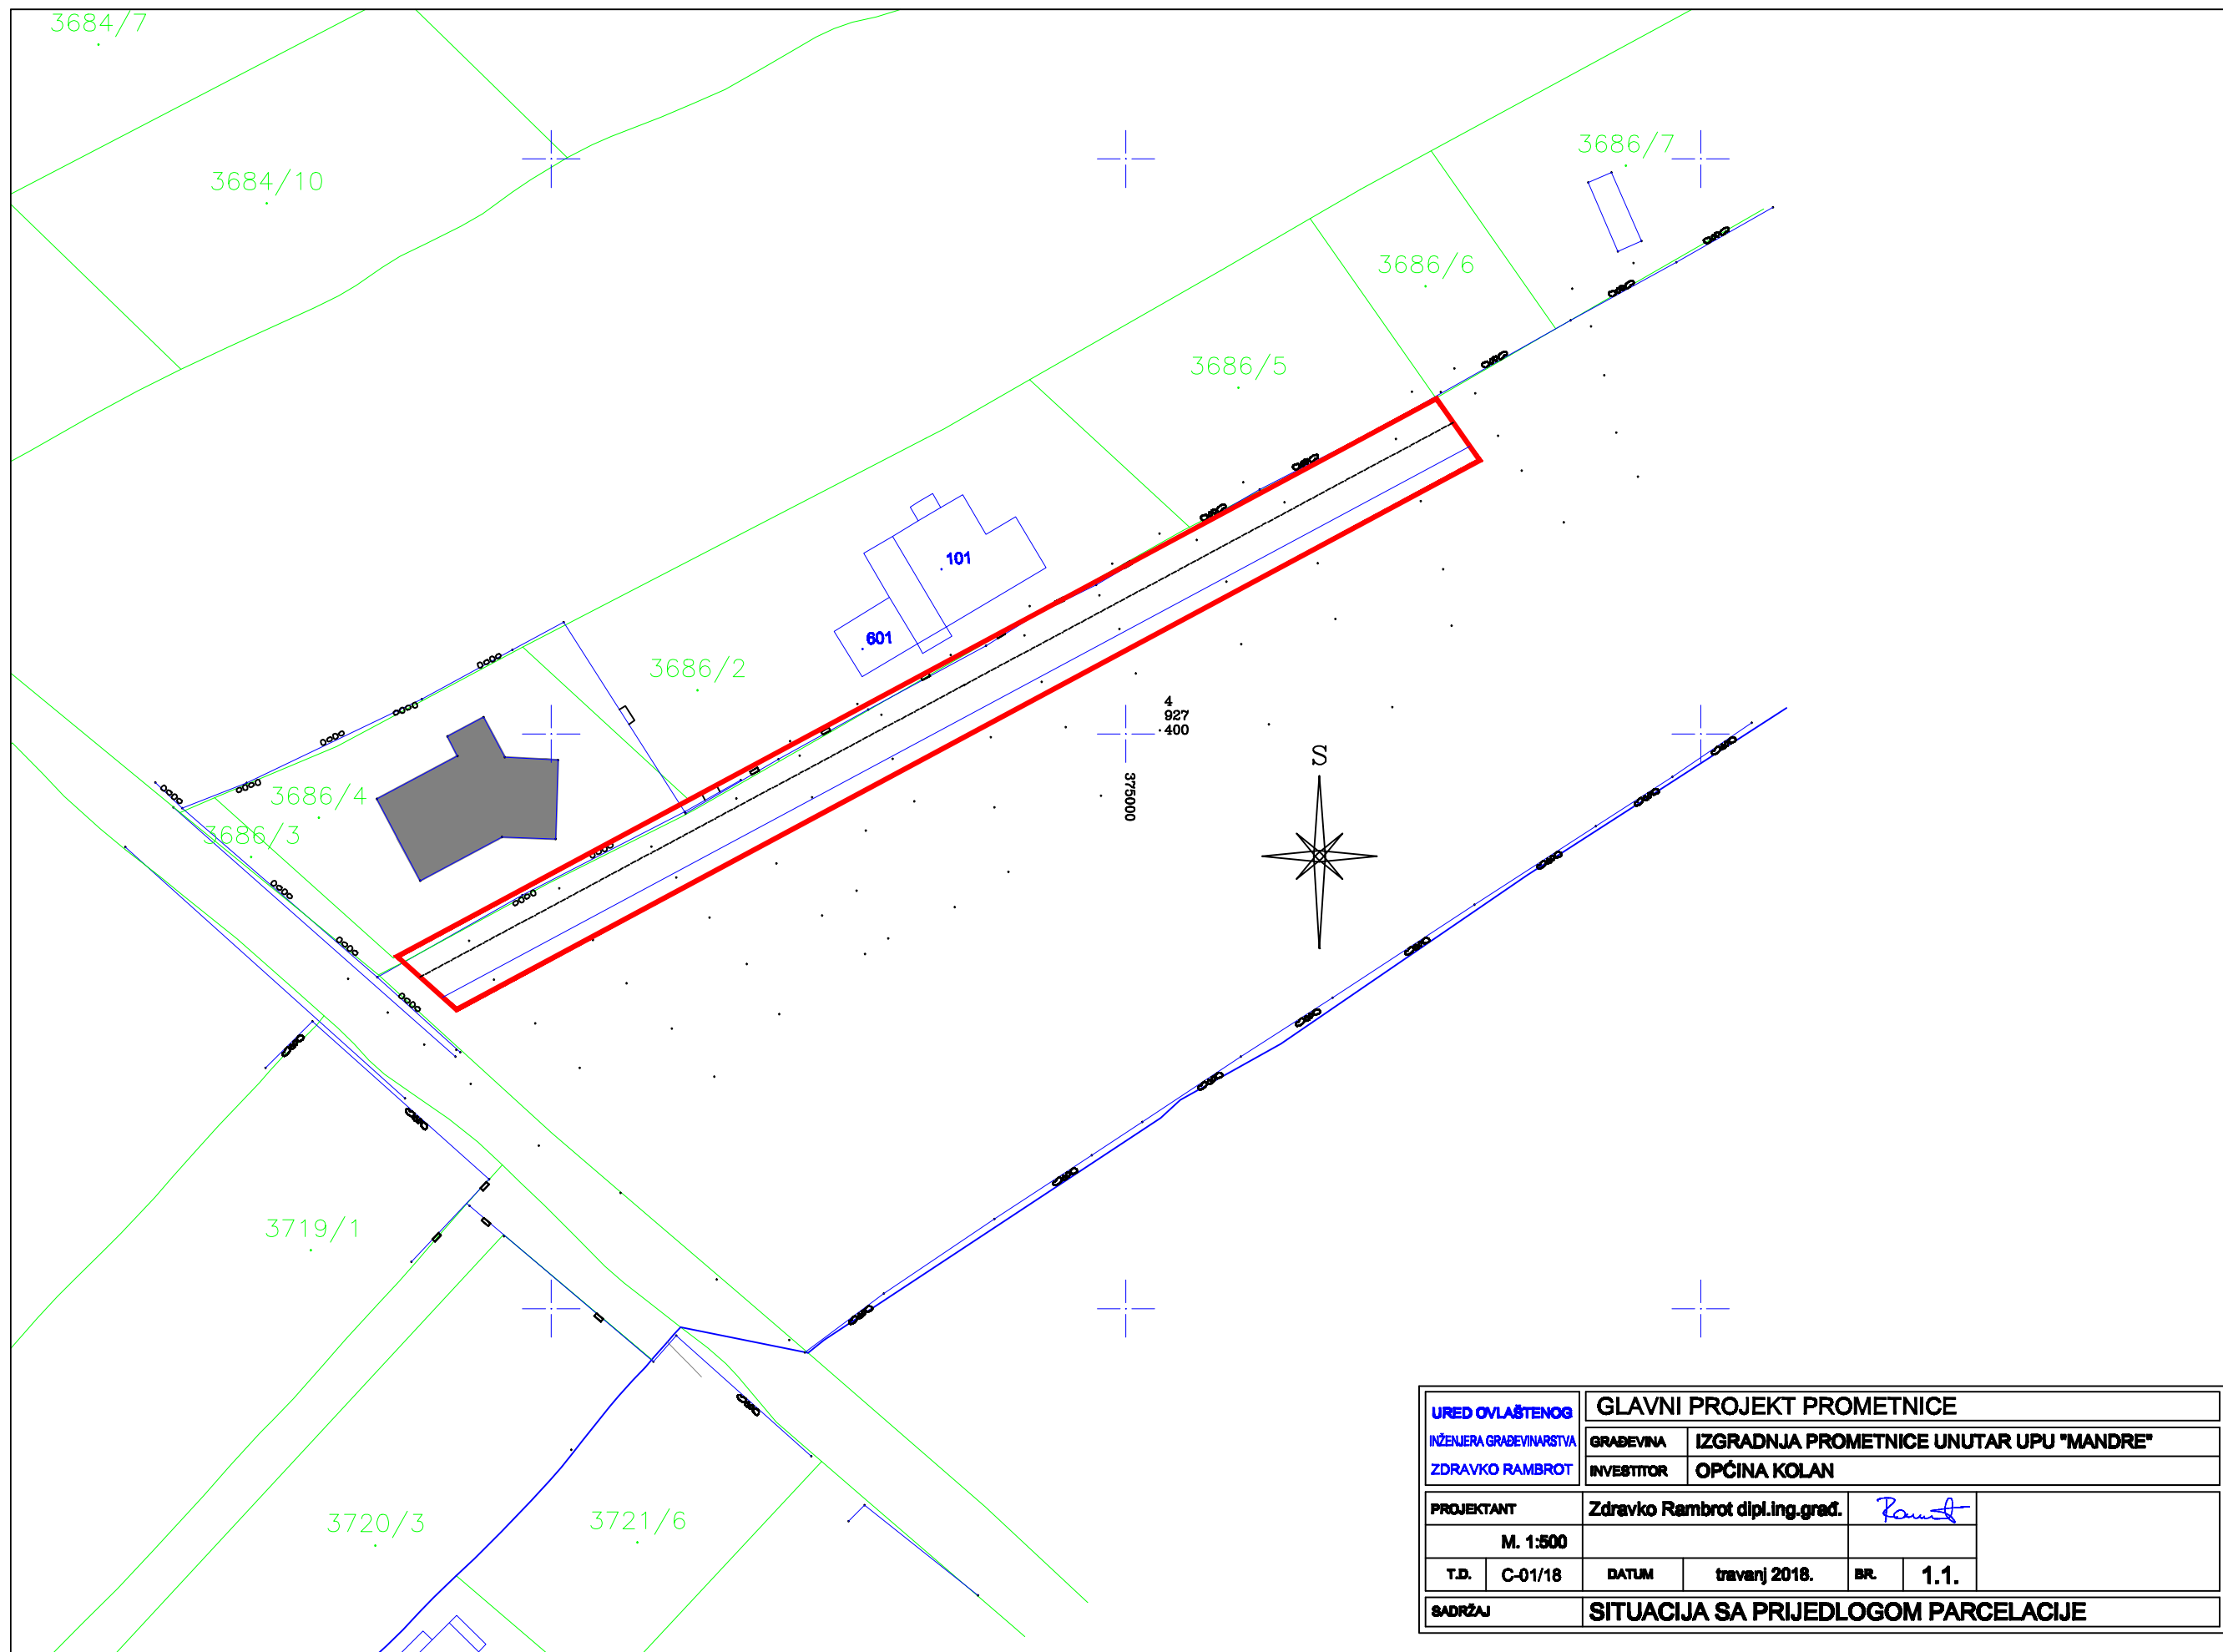 3684/7
3684/10
3686/7
3686/6
3686/5
101
601
3686/2
4
927
400
375000
S
3686/4
3686/3
3719/1
3720/3
3721/6
URED OVLAŠTENOG
INŽENJERA GRAĐEVINARSTVA
ZDRAVKO RAMBROT
GLAVNI PROJEKT PROMETNICE
GRAĐEVINA IZGRADNJA PROMETNICE UNUTAR UPU "MANDRE"
INVESTITOR OPĆINA KOLAN
PROJEKTANT Zdravko Rambrot dipl.ing.građ.
M. 1:500
T.D. C-01/18 DATUM travanj 2018. BR. 1.1.
SADRŽAJ SITUACIJA SA PRIJEDLOGOM PARCELACIJE